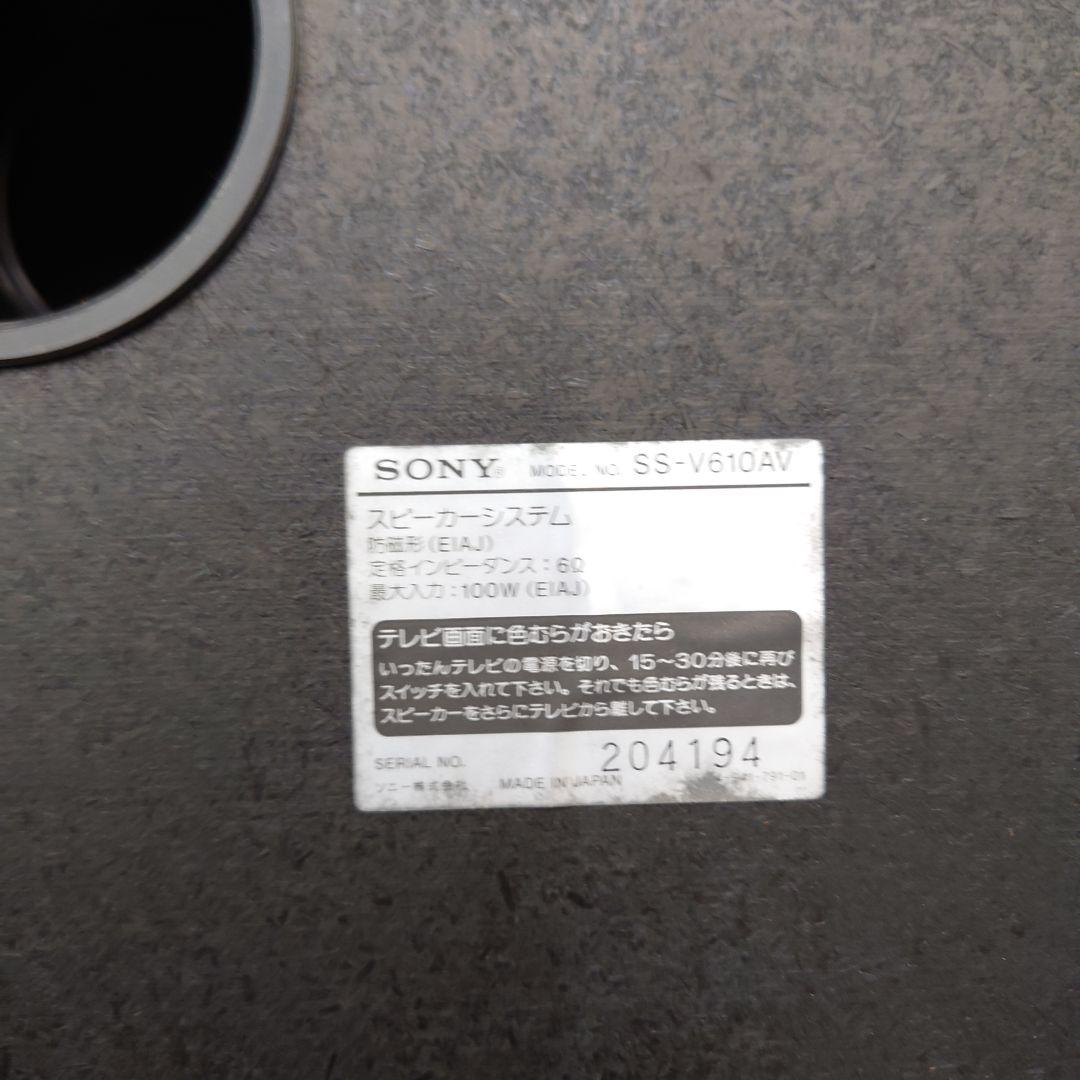 SONY® MODEL NO. SS-V610AV
スピーカーシステム
防磁形(EIAJ)
定格インピーダンス:6Ω
最大入力:100W(EIAJ)
テレビ画面に色むらがおきたら
いったんテレビの電源を切り、15〜30分後に再び
スイッチを入れて下さい。それでも色むらが残るときは、
スピーカーをさらにテレビから離して下さい。
SERIAL NO. 204194
ソニー株式会社 MADE IN JAPAN